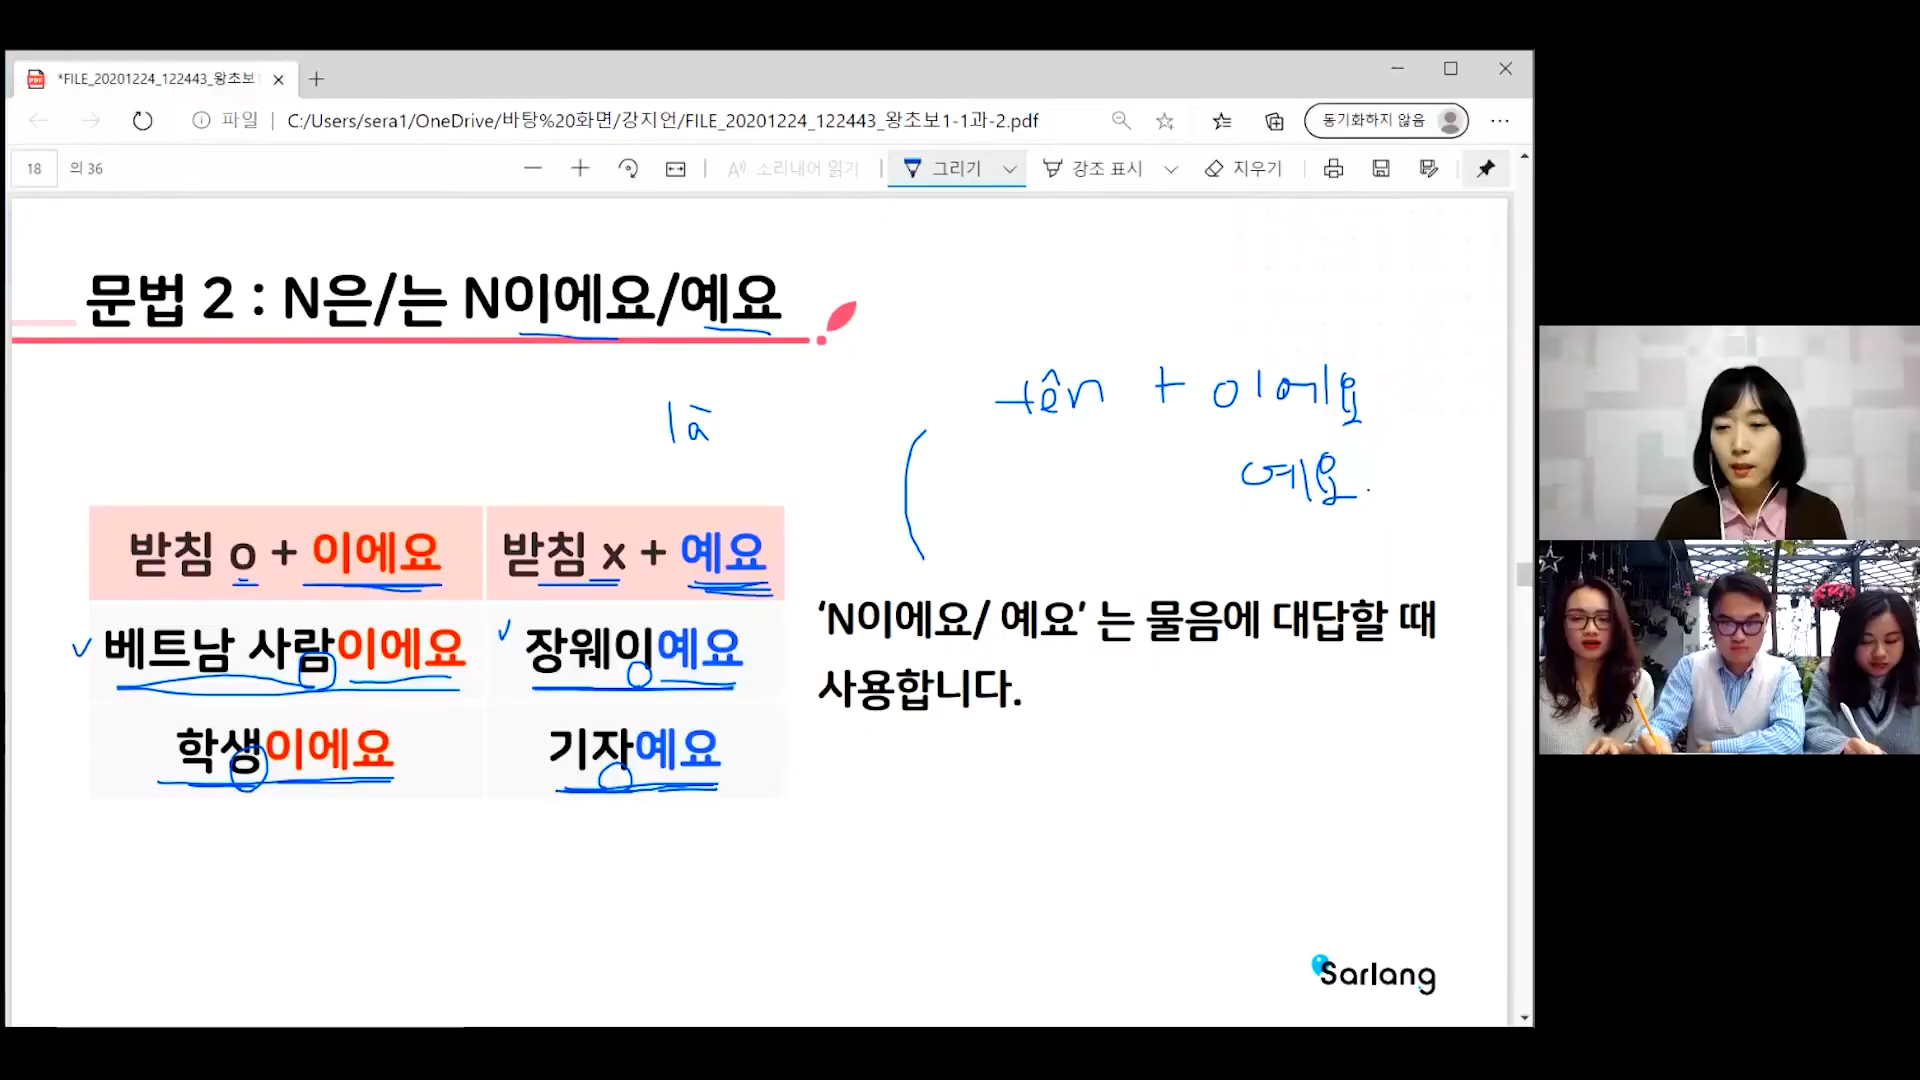 *FILE_20201224_122443_왕초보1
파일 | C:/Users/sera1/OneDrive/바탕%20화면/강지언/FILE_20201224_122443_왕초보1-1과-2.pdf
동기화하지 않음
18 의 36
소리내어 읽기
그리기
강조 표시
지우기
문법 2 : N은/는 N이에요/예요
là
tên + 이에요
예요.
받침 o + 이에요 받침 x + 예요
베트남 사람이에요 장웨이예요
학생이에요 기자예요
‘N이에요/ 예요’ 는 물음에 대답할 때
사용합니다.
Sarlang